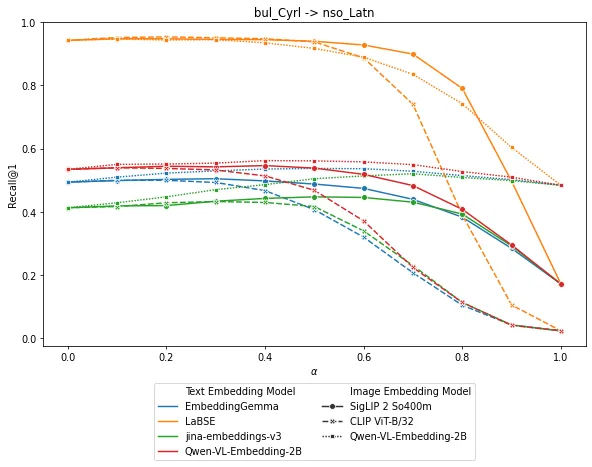 bul_Cyrl -> nso_Latn
Recall@1
1.0
0.8
0.6
0.4
0.2
0.0
0.0 0.2 0.4 0.6 0.8 1.0
α
Text Embedding Model
EmbeddingGemma
LaBSE
jina-embeddings-v3
Qwen-VL-Embedding-2B
Image Embedding Model
SigLIP 2 So400m
CLIP ViT-B/32
Qwen-VL-Embedding-2B